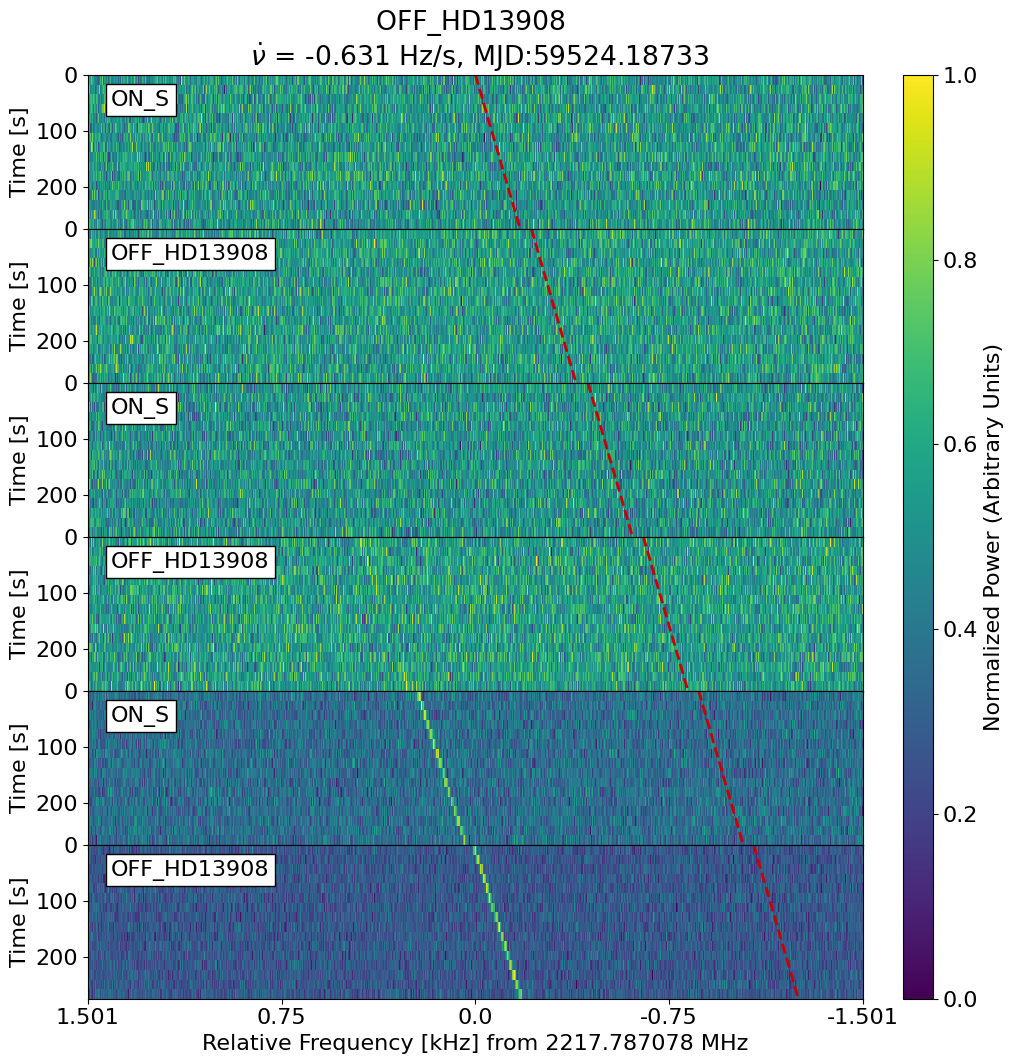 OFF_HD13908
ν̇ = -0.631 Hz/s, MJD:59524.18733
0
100
200
Time [s]
ON_S
0
100
200
Time [s]
OFF_HD13908
0
100
200
Time [s]
ON_S
0
100
200
Time [s]
OFF_HD13908
0
100
200
Time [s]
ON_S
0
100
200
Time [s]
OFF_HD13908
1.501 0.75 0.0 -0.75 -1.501
Relative Frequency [kHz] from 2217.787078 MHz
1.0
0.8
0.6
0.4
0.2
0.0
Normalized Power (Arbitrary Units)